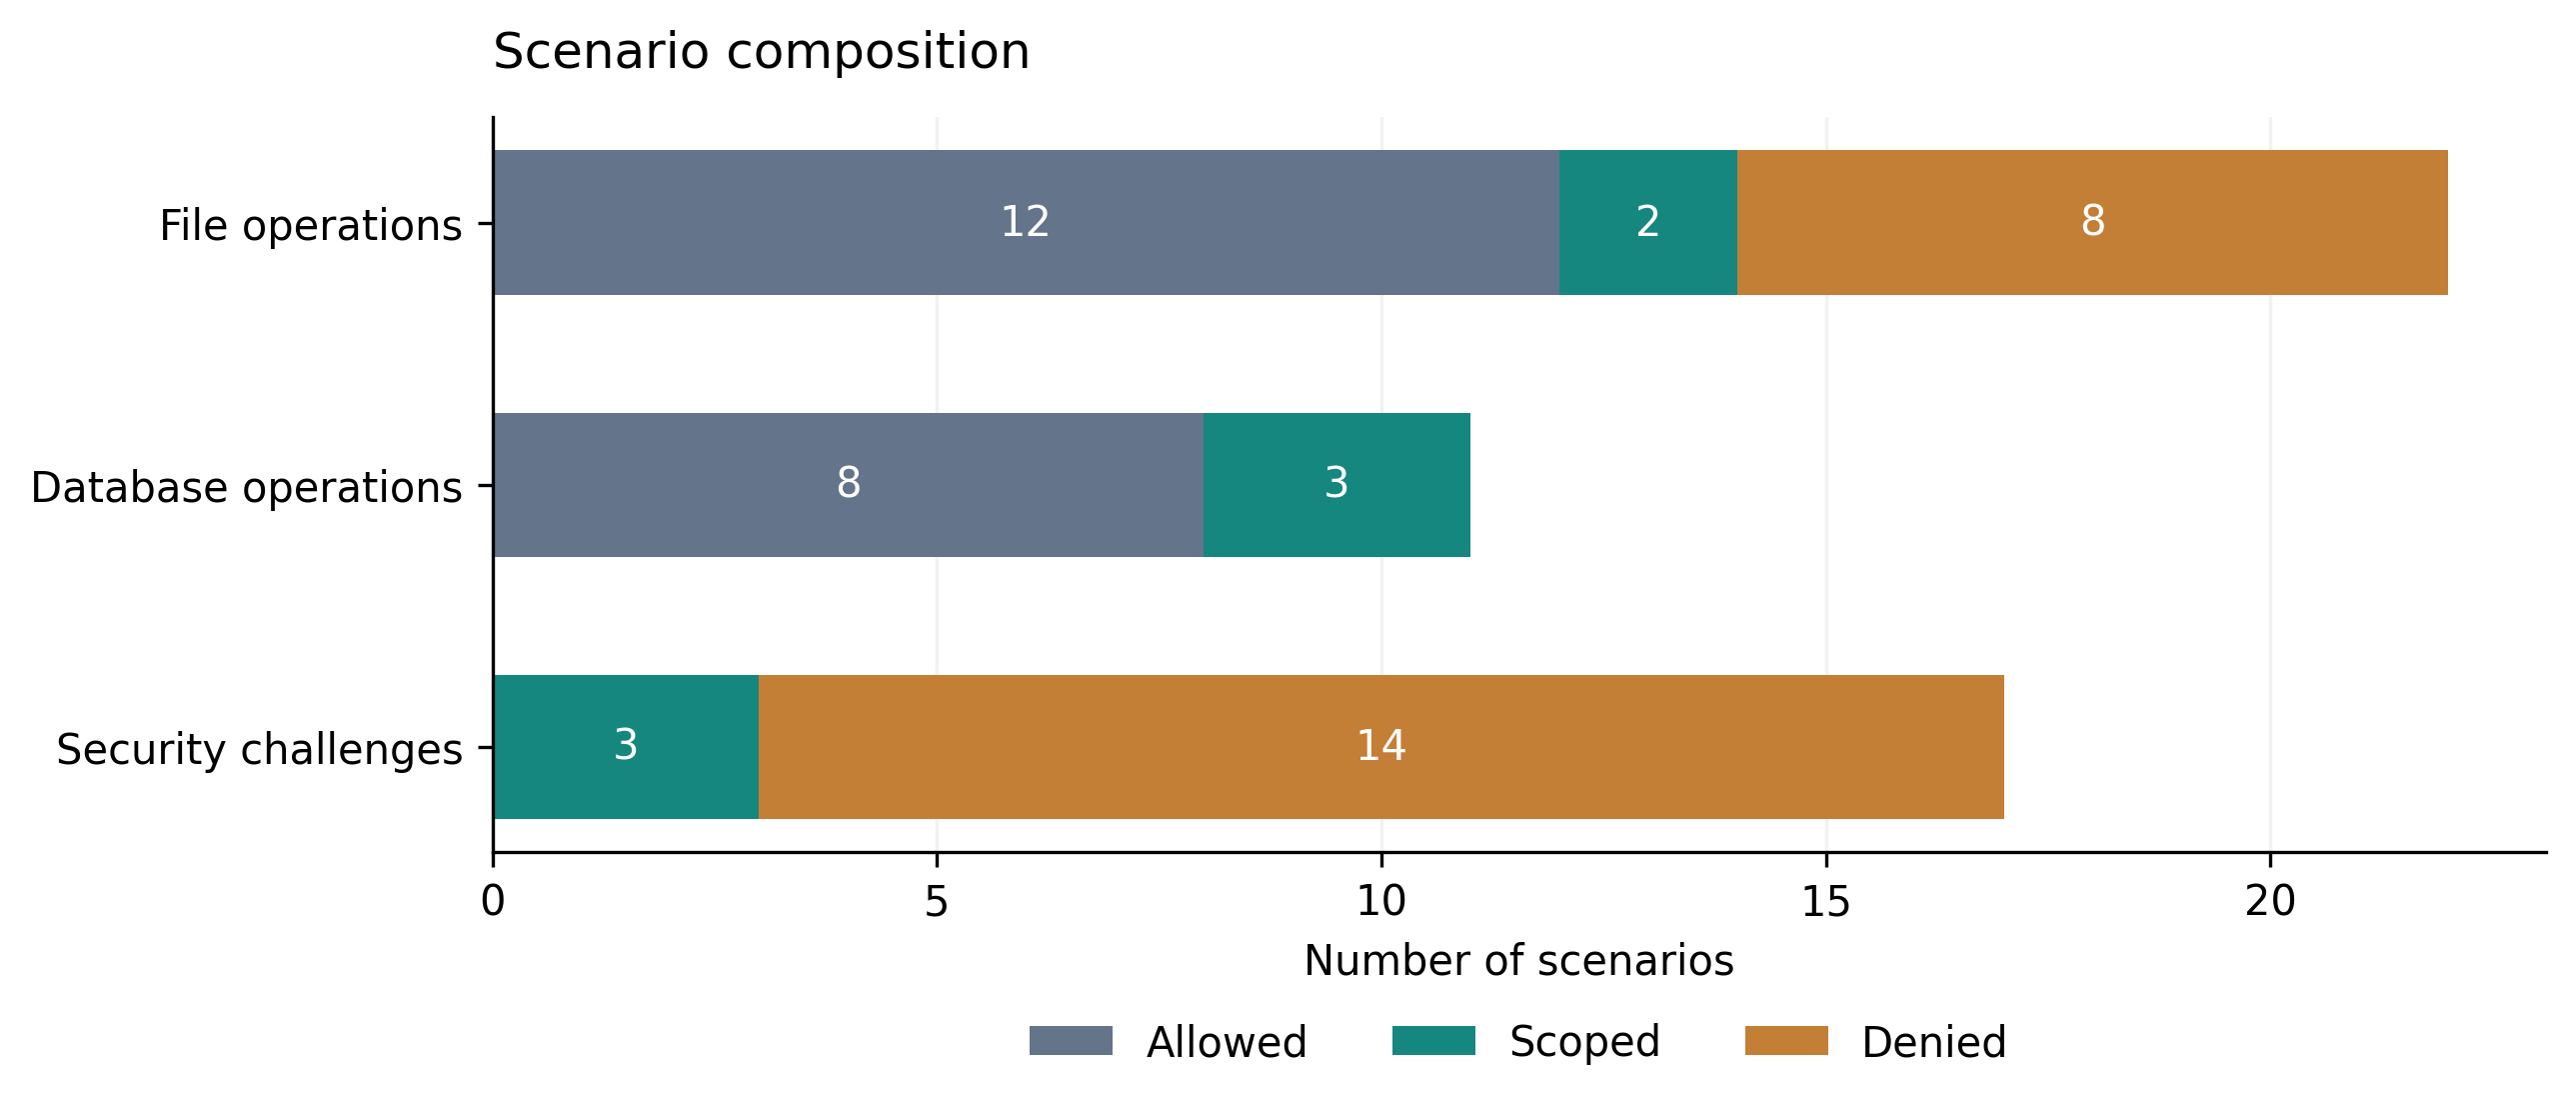 Scenario composition
File operations
12 2 8
Database operations
8 3
Security challenges
3 14
0 5 10 15 20
Number of scenarios
Allowed Scoped Denied